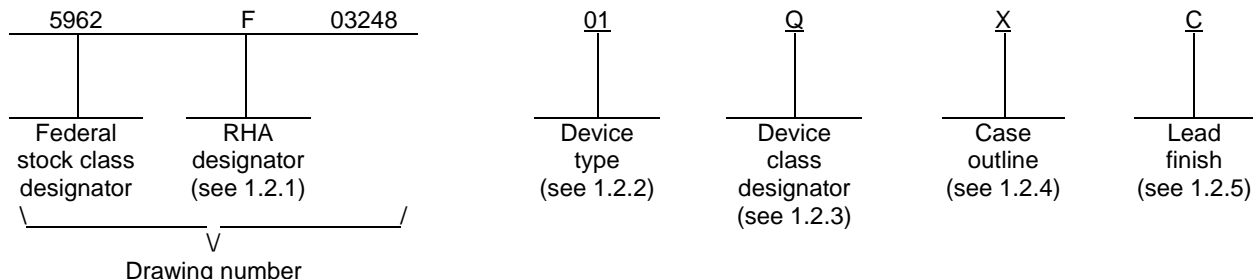 5962 F 03248 01 Q X C
Federal stock class designator
RHA designator (see 1.2.1)
Device type (see 1.2.2)
Device class designator (see 1.2.3)
Case outline (see 1.2.4)
Lead finish (see 1.2.5)
Drawing number